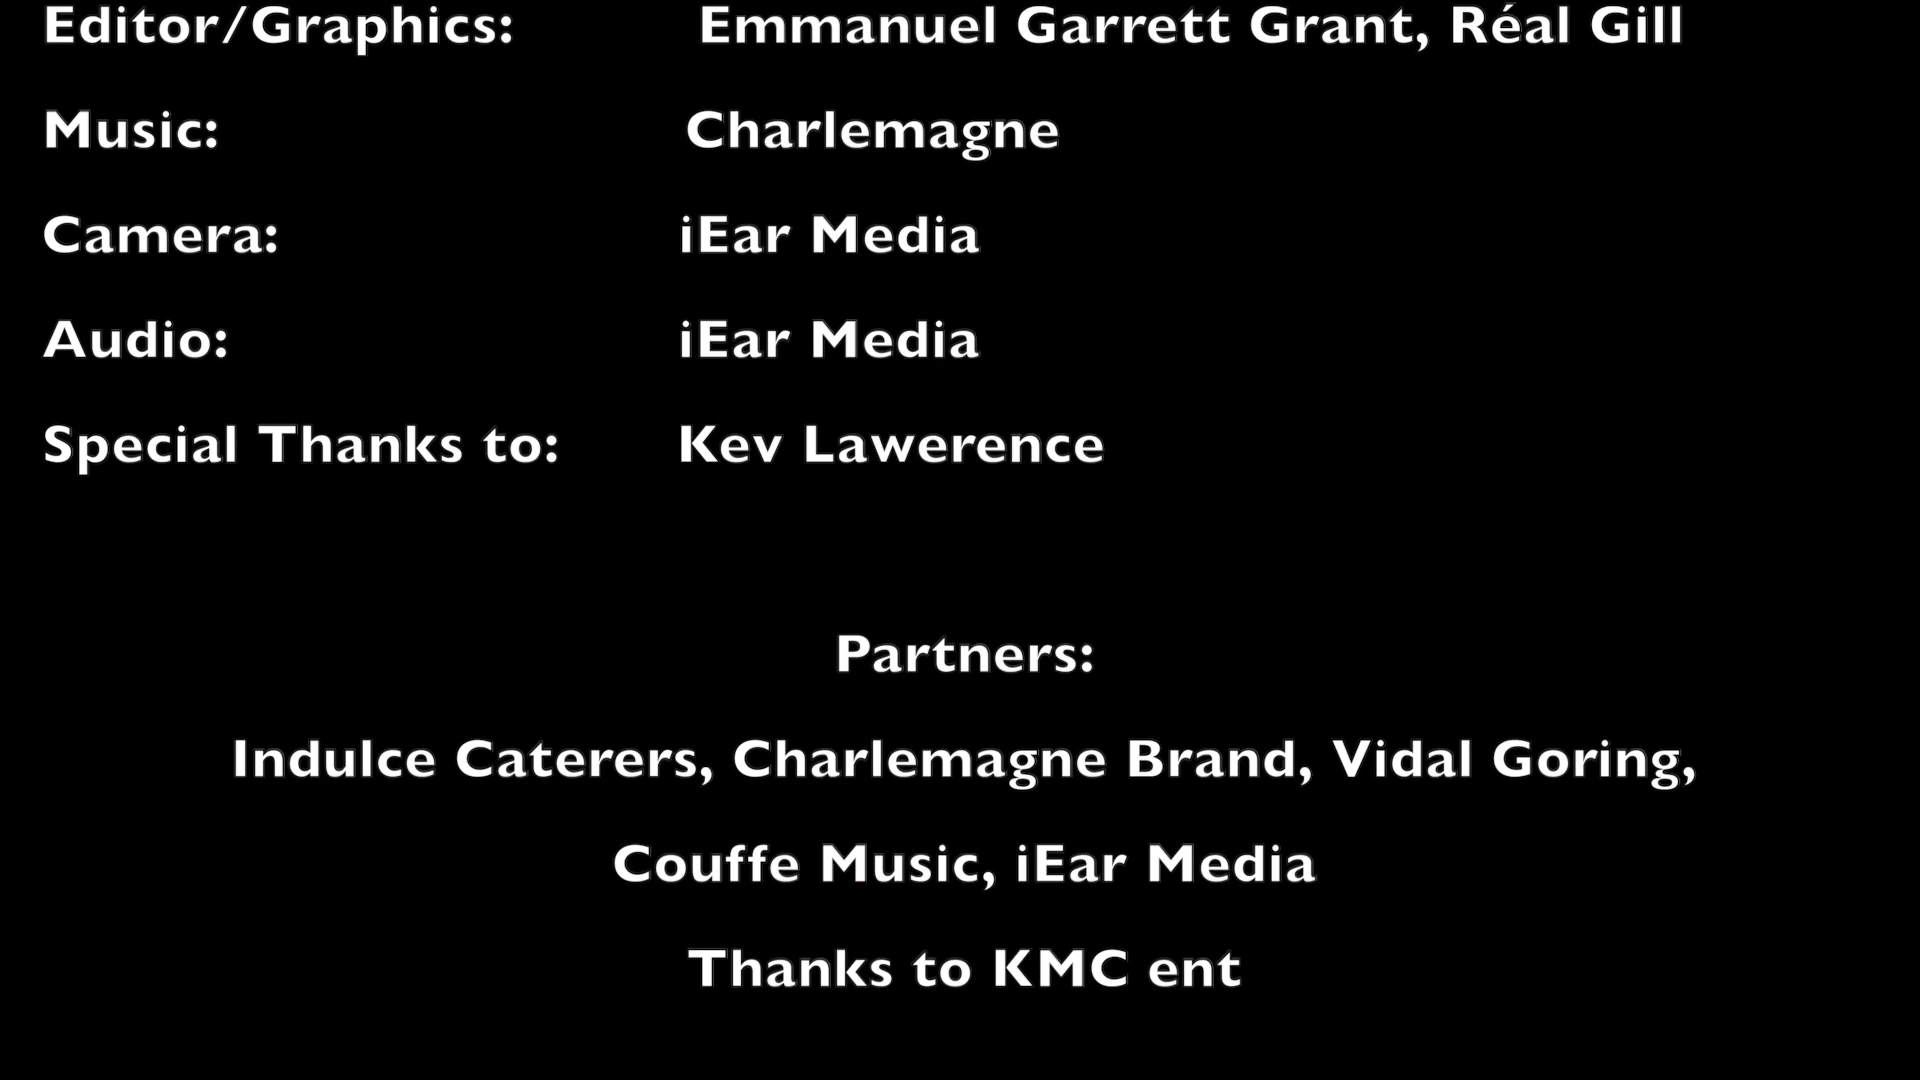 Editor/Graphics: Emmanuel Garrett Grant, Réal Gill
Music: Charlemagne
Camera: iEar Media
Audio: iEar Media
Special Thanks to: Kev Lawerence
Partners:
Indulce Caterers, Charlemagne Brand, Vidal Goring,
Couffe Music, iEar Media
Thanks to KMC ent